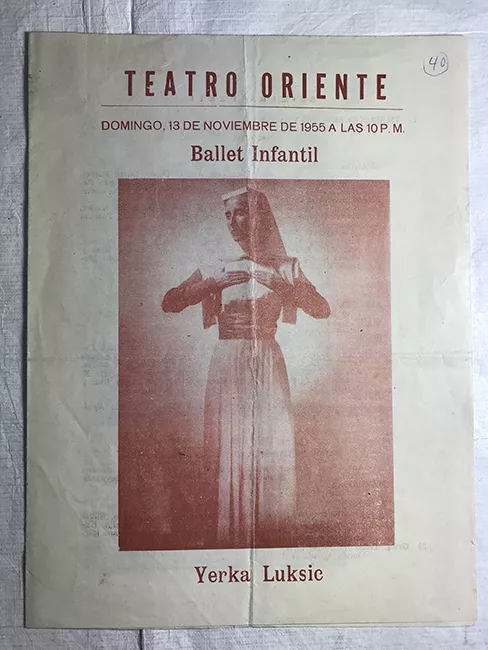 40
TEATRO ORIENTE
DOMINGO, 13 DE NOVIEMBRE DE 1955 A LAS 10 P. M.
Ballet Infantil
Yerka Luksic